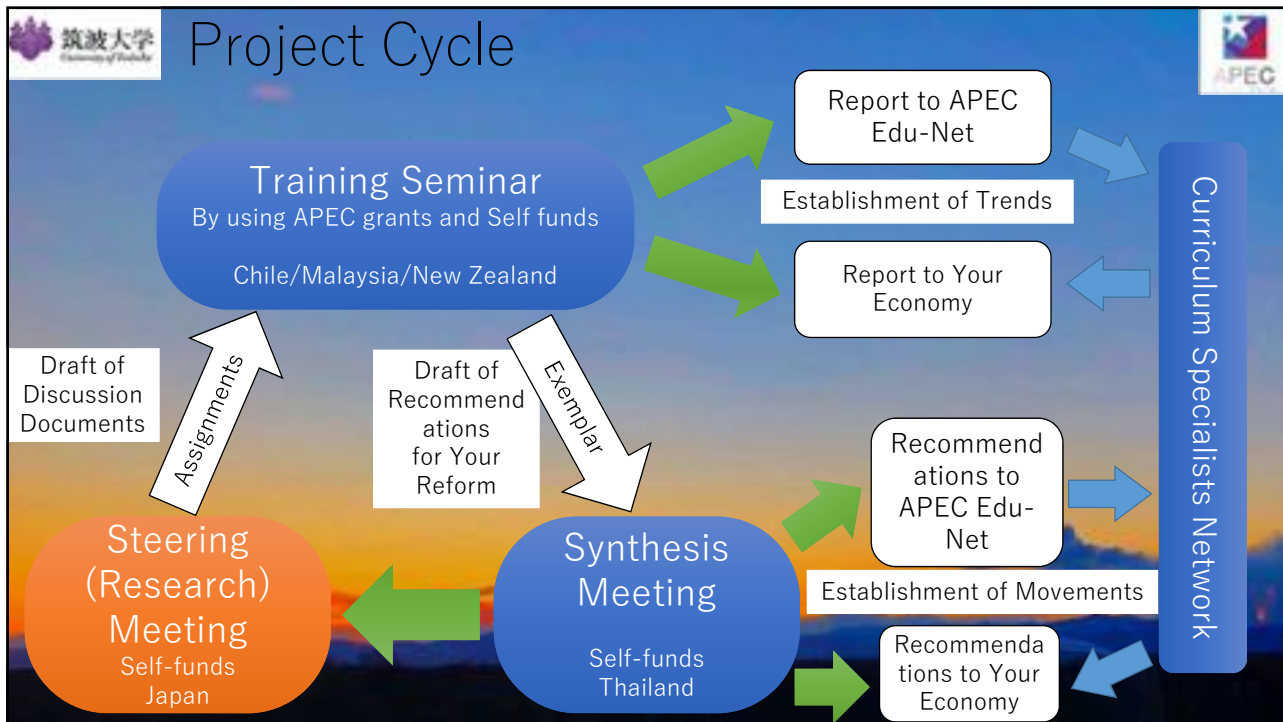 筑波大学
University of Tsukuba
Project Cycle
APEC
Training Seminar
By using APEC grants and Self funds
Chile/Malaysia/New Zealand
Report to APEC
Edu-Net
Establishment of Trends
Report to Your
Economy
Curriculum Specialists Network
Draft of
Discussion
Documents
Assignments
Draft of
Recommend
ations
for Your
Reform
Exemplar
Steering
(Research)
Meeting
Self-funds
Japan
Synthesis
Meeting
Self-funds
Thailand
Recommend
ations to
APEC Edu-
Net
Establishment of Movements
Recommenda
tions to Your
Economy